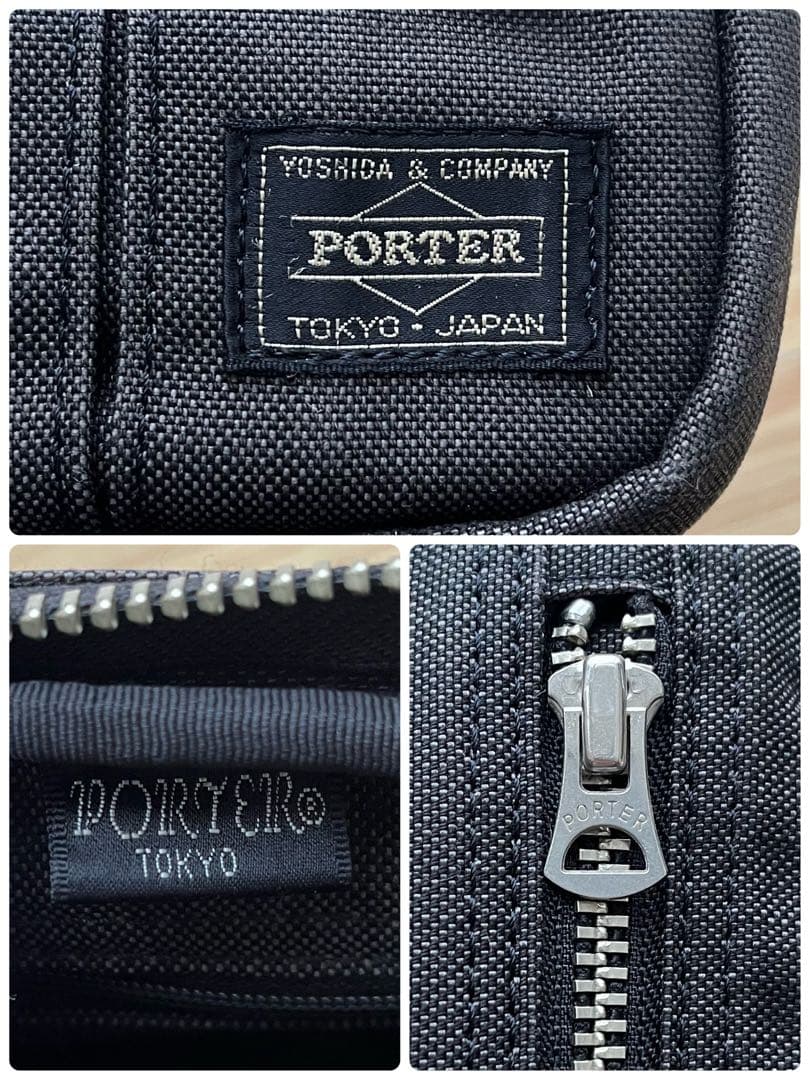 YOSHIDA & COMPANY
PORTER
TOKYO • JAPAN
PORTER®
TOKYO
PORTER